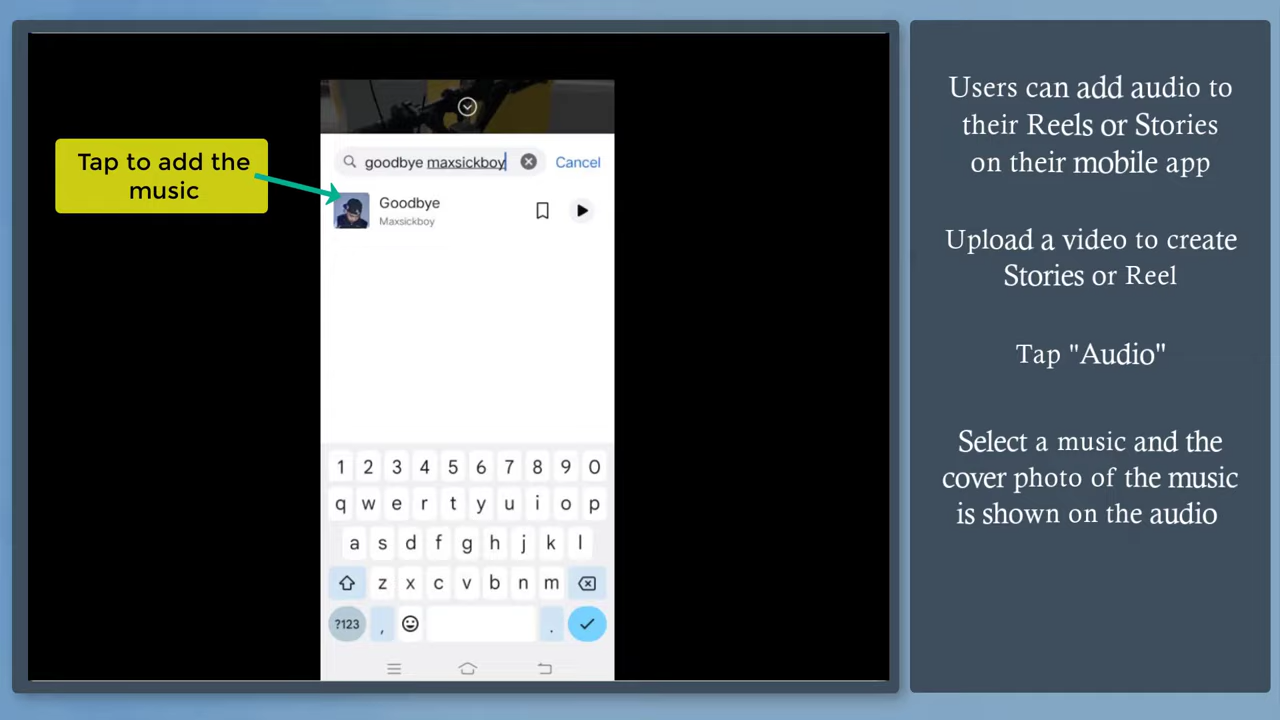 Tap to add the
music
goodbye maxsickboy
Cancel
Goodbye
Maxsickboy
1 2 3 4 5 6 7 8 9 0
q w e r t y u i o p
a s d f g h j k l
z x c v b n m
?123 , .
Users can add audio to
their Reels or Stories
on their mobile app
Upload a video to create
Stories or Reel
Tap "Audio"
Select a music and the
cover photo of the music
is shown on the audio